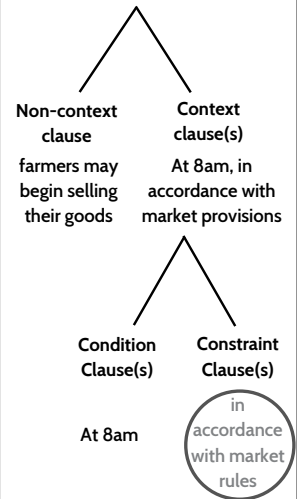 Non-context
clause
farmers may
begin selling
their goods
Context
clause(s)
At 8am, in
accordance with
market provisions
Condition
Clause(s)
At 8am
Constraint
Clause(s)
in
accordance
with market
rules